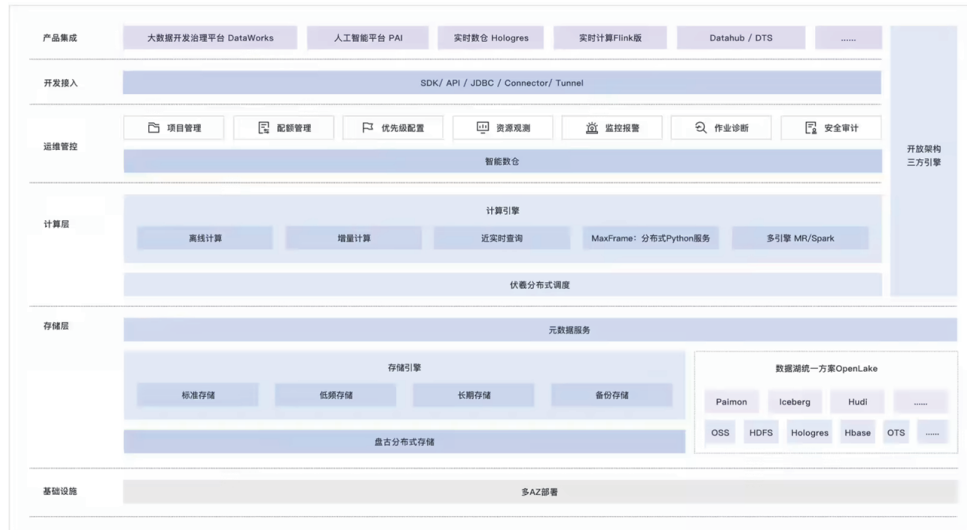 产品集成
大数据开发治理平台 DataWorks
人工智能平台 PAI
实时数仓 Hologres
实时计算Flink版
Datahub / DTS
......
开发接入
SDK/ API / JDBC / Connector/ Tunnel
运维管控
项目管理
配额管理
优先级配置
资源观测
监控报警
作业诊断
安全审计
智能数仓
开放架构
三方引擎
计算层
计算引擎
离线计算
增量计算
近实时查询
MaxFrame：分布式Python服务
多引擎 MR/Spark
伏羲分布式调度
存储层
元数据服务
存储引擎
标准存储
低频存储
长期存储
备份存储
盘古分布式存储
数据湖统一方案OpenLake
Paimon
Iceberg
Hudi
......
OSS
HDFS
Hologres
Hbase
OTS
......
基础设施
多AZ部署